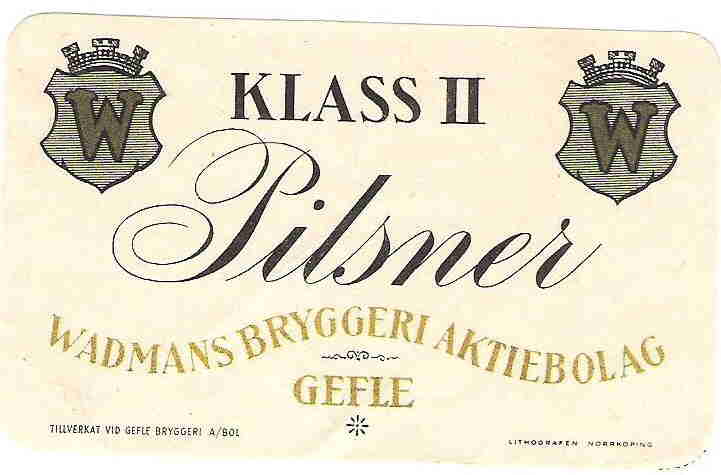 W
KLASS II
W
Pilsner
WADMANS BRYGGERI AKTIEBOLAG
GEFLE
TILLVERKAT VID GEFLE BRYGGERI A/BOL
LITHOGRAFEN NORRKÖPING